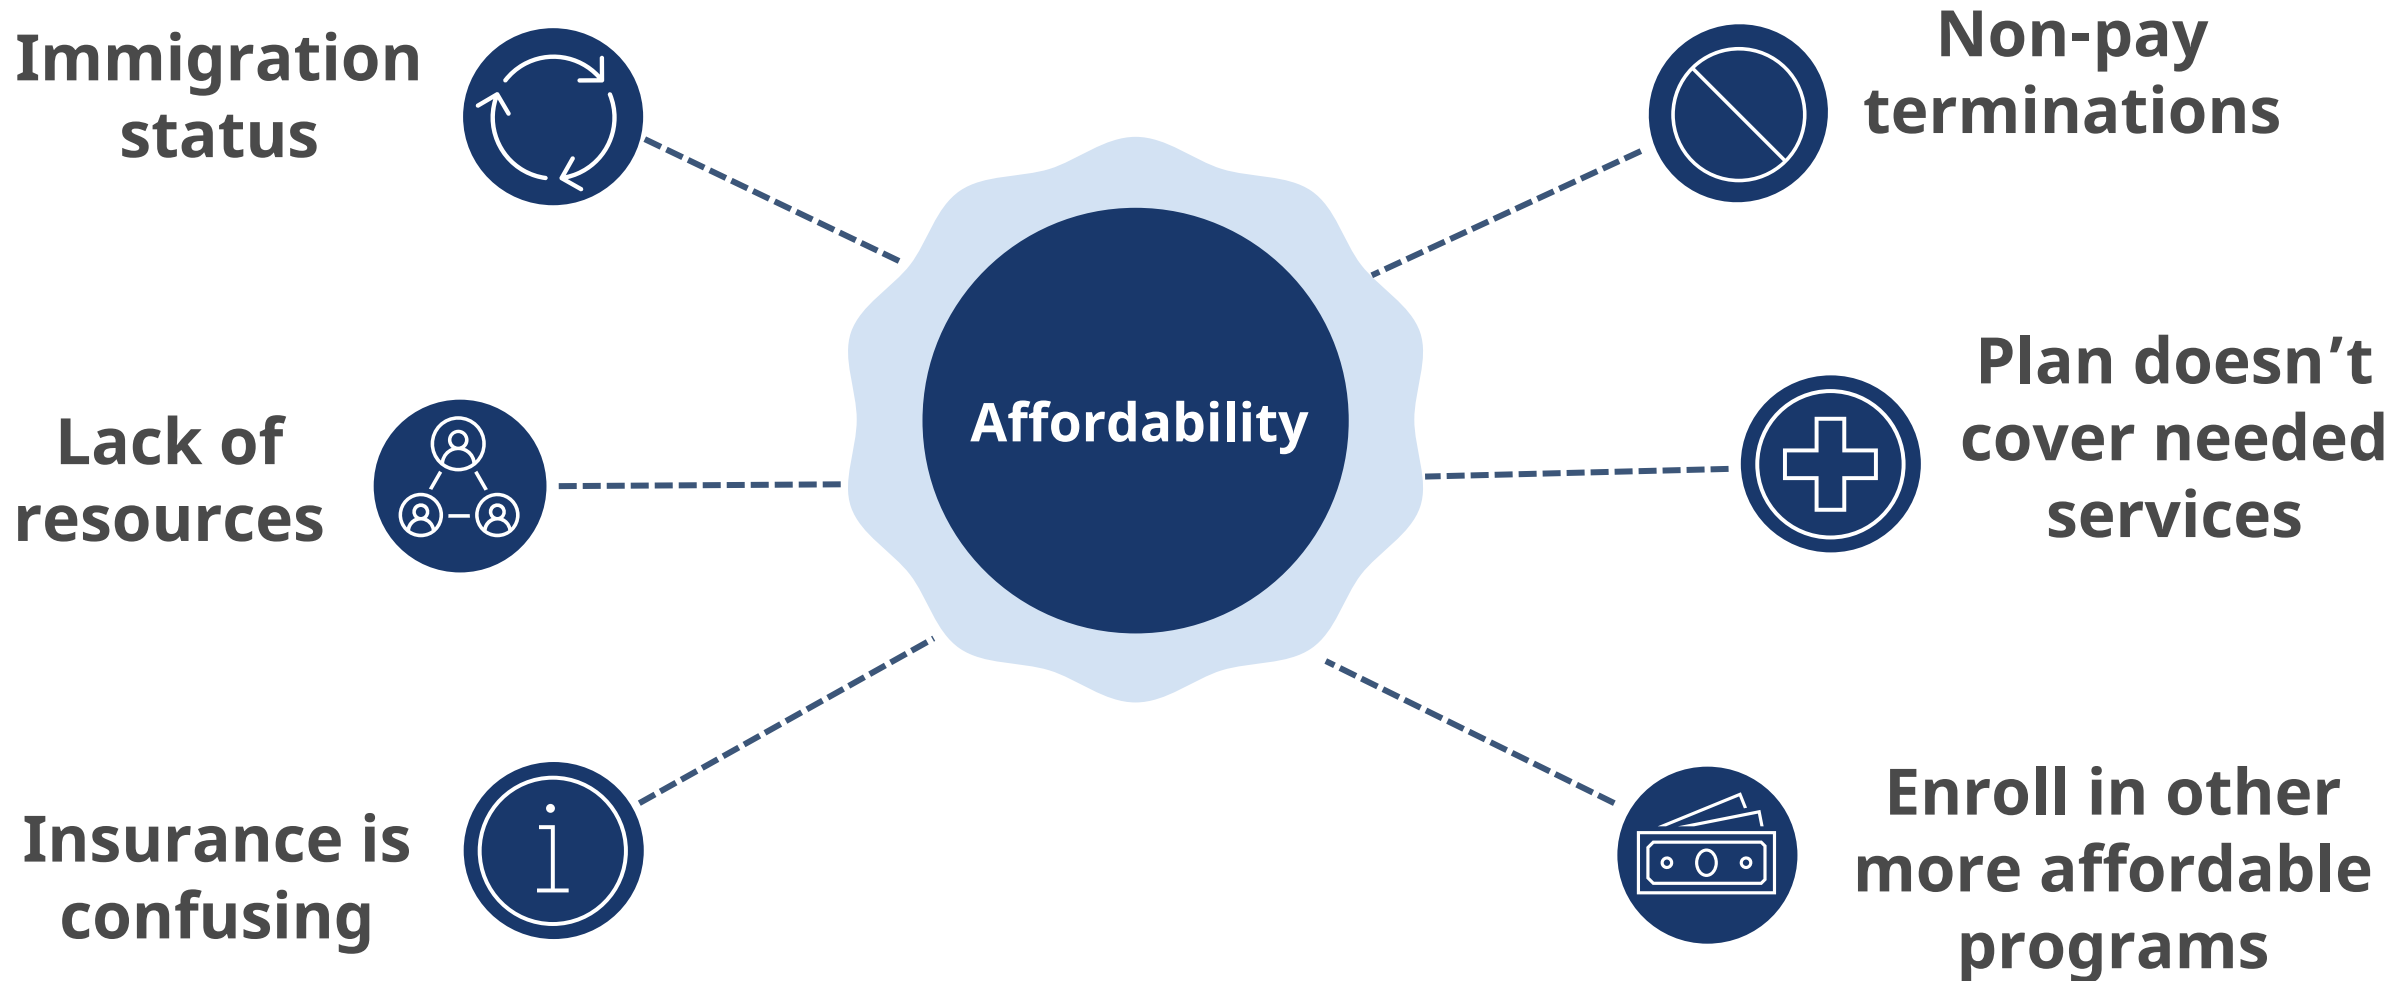 Immigration
status
Lack of
resources
Insurance is
confusing
Affordability
Non-pay
terminations
Plan doesn’t
cover needed
services
Enroll in other
more affordable
programs